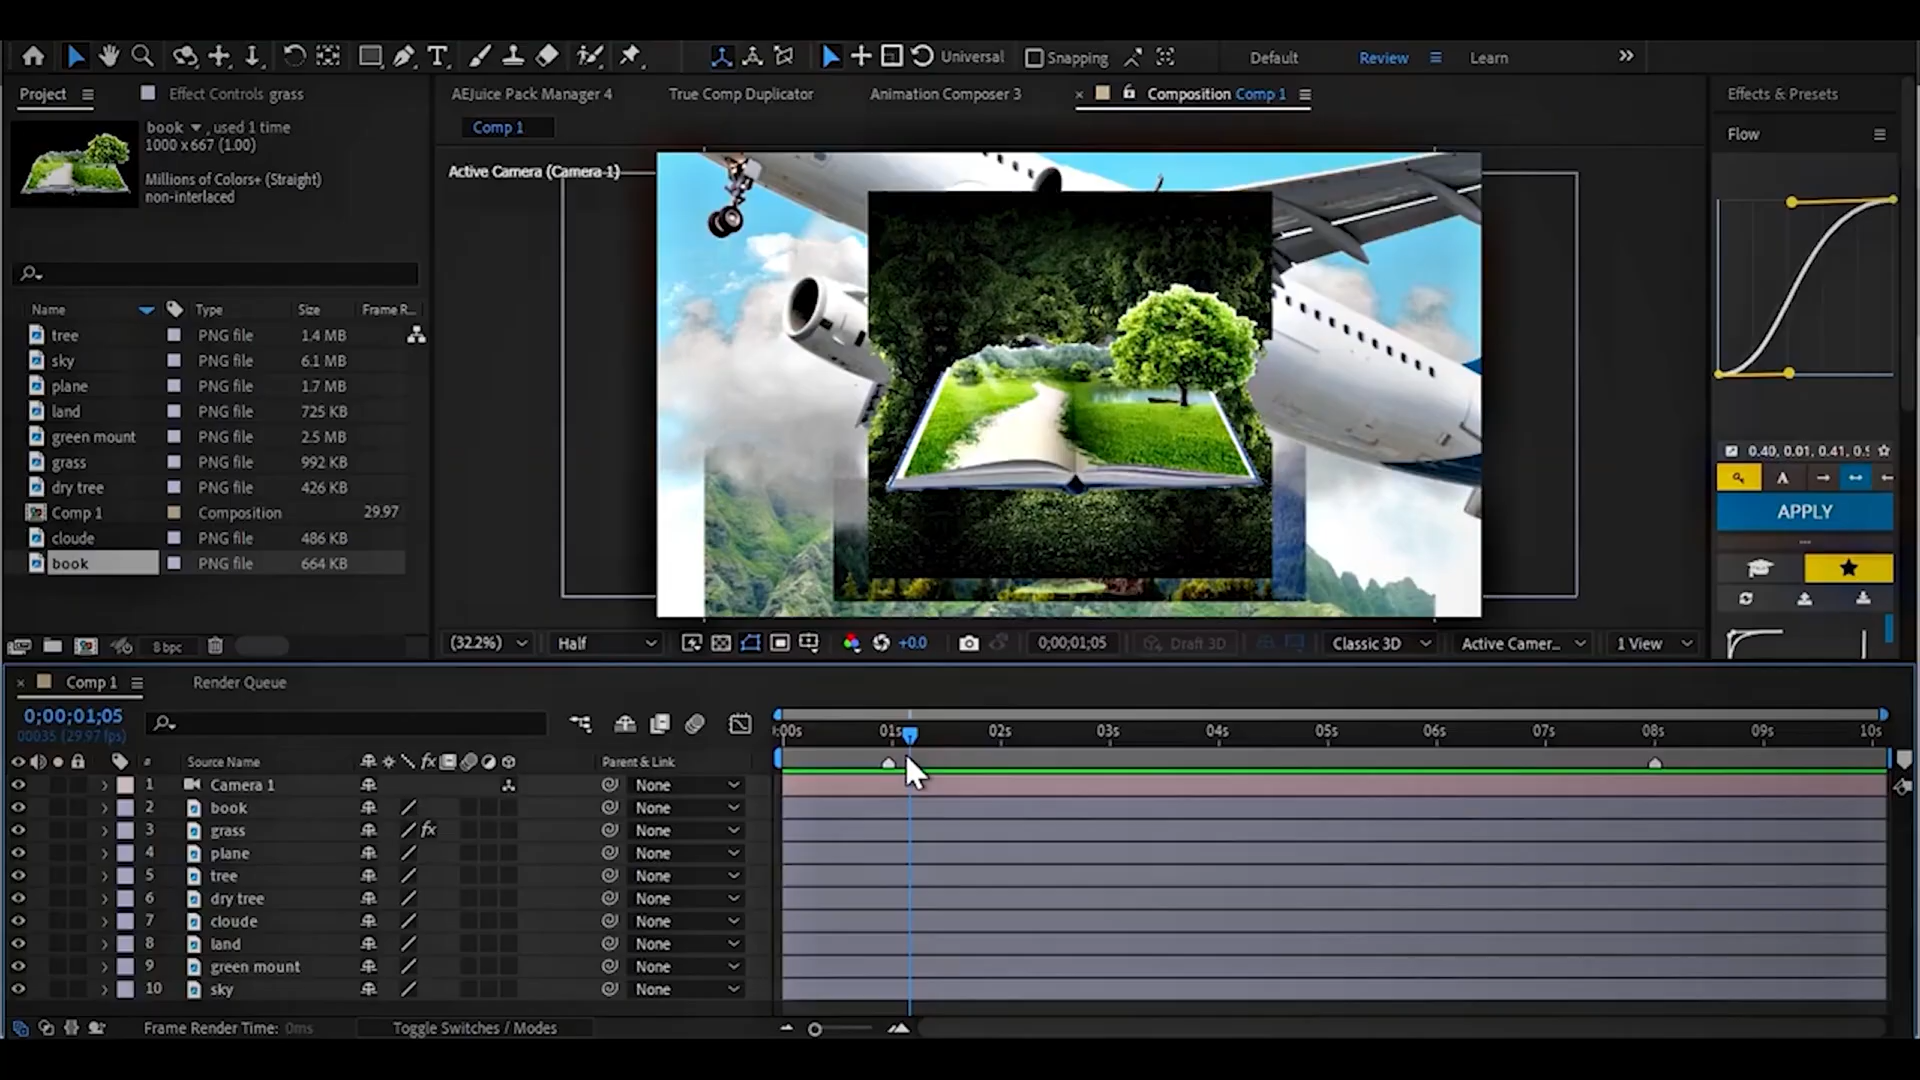 Universal
Snapping
Default
Review
Learn
Project
Effect Controls grass
AEJuice Pack Manager 4
True Comp Duplicator
Animation Composer 3
Composition Comp 1
Effects & Presets
book , used 1 time
1000 x 667 (1.00)
Millions of Colors+ (Straight)
non-interlaced
Comp 1
Flow
Active Camera (Camera 1)
Name Type Size Frame R...
tree PNG file 1.4 MB
sky PNG file 6.1 MB
plane PNG file 1.7 MB
land PNG file 725 KB
green mount PNG file 2.5 MB
grass PNG file 992 KB
dry tree PNG file 426 KB
Comp 1 Composition 29.97
cloude PNG file 486 KB
book PNG file 664 KB
0.40, 0.01, 0.41, 0.9
APPLY
8 bpc
(32.2%)
Half
+0.0
0;00;01;05
Draft 3D
Classic 3D
Active Camer...
1 View
Comp 1
Render Queue
0;00;01;05
00035 (29.97 fps)
:00s 01s 02s 03s 04s 05s 06s 07s 08s 09s 10s
# Source Name fx Parent & Link
1 Camera 1 None
2 book None
3 grass fx None
4 plane None
5 tree None
6 dry tree None
7 cloude None
8 land None
9 green mount None
10 sky None
Frame Render Time: 0ms
Toggle Switches / Modes